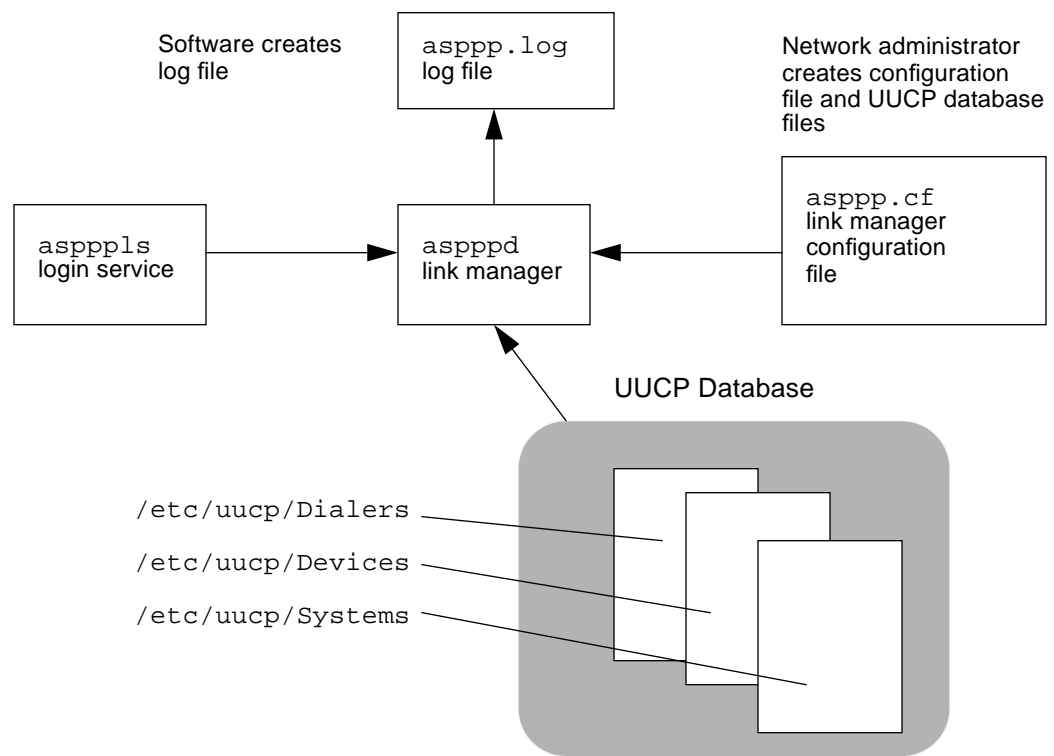 Software creates
log file
asppp.log
log file
Network administrator
creates configuration
file and UUCP database
files
aspppls
login service
aspppd
link manager
asppp.cf
link manager
configuration
file
UUCP Database
/etc/uucp/Dialers
/etc/uucp/Devices
/etc/uucp/Systems